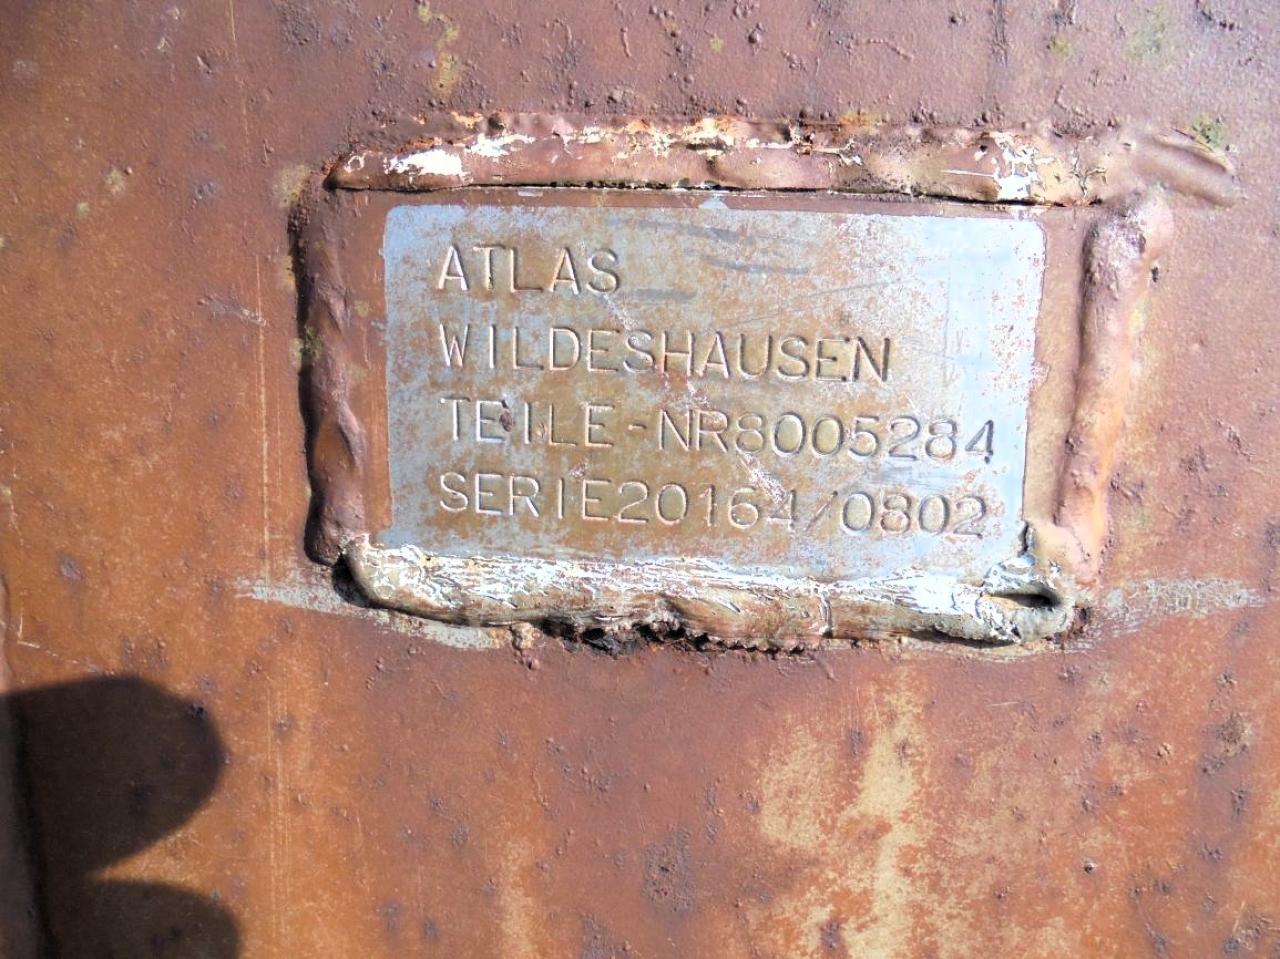 ATLAS
WILDESHAUSEN
TEILE-NR8005284
SERIE20164/0802